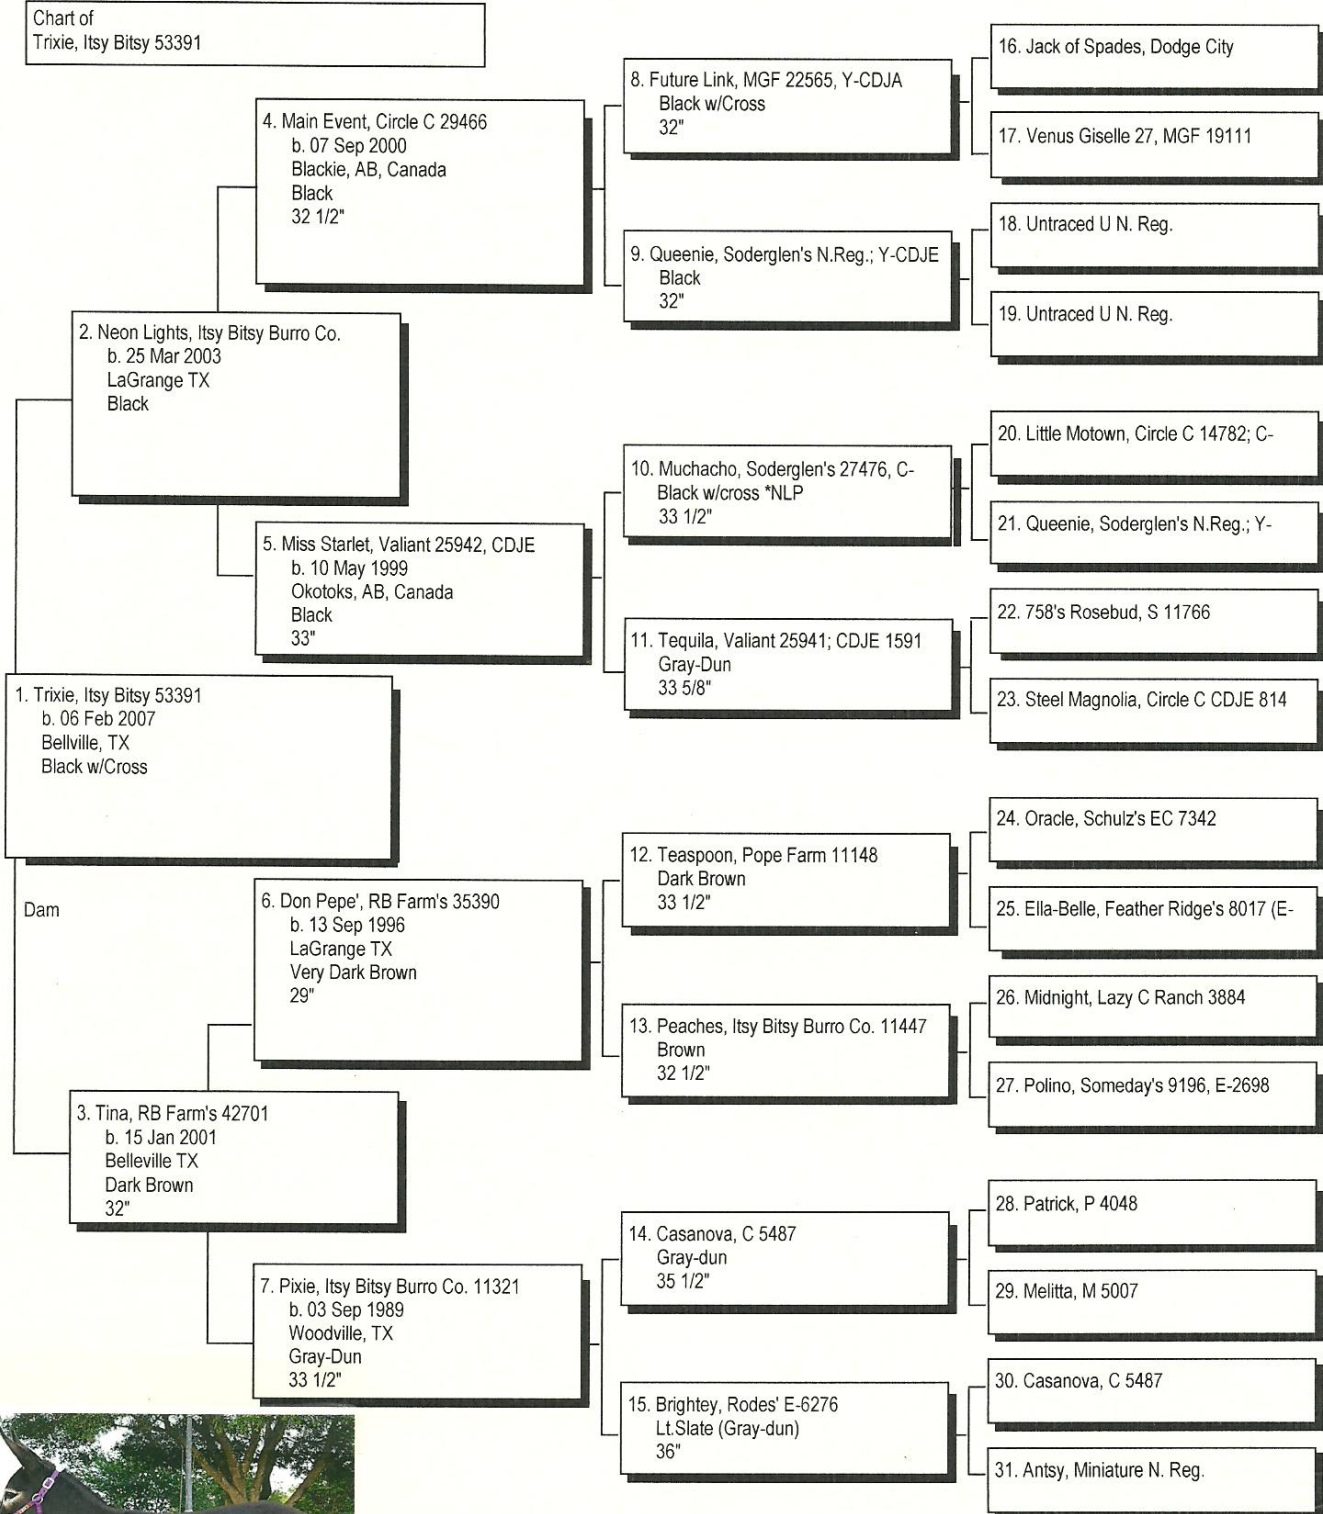 Chart of
Trixie, Itsy Bitsy 53391
16. Jack of Spades, Dodge City
8. Future Link, MGF 22565, Y-CDJA
Black w/Cross
32"
17. Venus Giselle 27, MGF 19111
4. Main Event, Circle C 29466
b. 07 Sep 2000
Blackie, AB, Canada
Black
32 1/2"
18. Untraced U N. Reg.
9. Queenie, Soderglen's N.Reg.; Y-CDJE
Black
32"
19. Untraced U N. Reg.
2. Neon Lights, Itsy Bitsy Burro Co.
b. 25 Mar 2003
LaGrange TX
Black
20. Little Motown, Circle C 14782; C-
10. Muchacho, Soderglen's 27476, C-
Black w/cross *NLP
33 1/2"
21. Queenie, Soderglen's N.Reg.; Y-
5. Miss Starlet, Valiant 25942, CDJE
b. 10 May 1999
Okotoks, AB, Canada
Black
33"
22. 758's Rosebud, S 11766
11. Tequila, Valiant 25941; CDJE 1591
Gray-Dun
33 5/8"
23. Steel Magnolia, Circle C CDJE 814
1. Trixie, Itsy Bitsy 53391
b. 06 Feb 2007
Bellville, TX
Black w/Cross
24. Oracle, Schulz's EC 7342
12. Teaspoon, Pope Farm 11148
Dark Brown
33 1/2"
25. Ella-Belle, Feather Ridge's 8017 (E-
Dam
6. Don Pepe', RB Farm's 35390
b. 13 Sep 1996
LaGrange TX
Very Dark Brown
29"
26. Midnight, Lazy C Ranch 3884
13. Peaches, Itsy Bitsy Burro Co. 11447
Brown
32 1/2"
27. Polino, Someday's 9196, E-2698
3. Tina, RB Farm's 42701
b. 15 Jan 2001
Belleville TX
Dark Brown
32"
28. Patrick, P 4048
14. Casanova, C 5487
Gray-dun
35 1/2"
29. Melitta, M 5007
7. Pixie, Itsy Bitsy Burro Co. 11321
b. 03 Sep 1989
Woodville, TX
Gray-Dun
33 1/2"
30. Casanova, C 5487
15. Brightey, Rodes' E-6276
Lt.Slate (Gray-dun)
36"
31. Antsy, Miniature N. Reg.